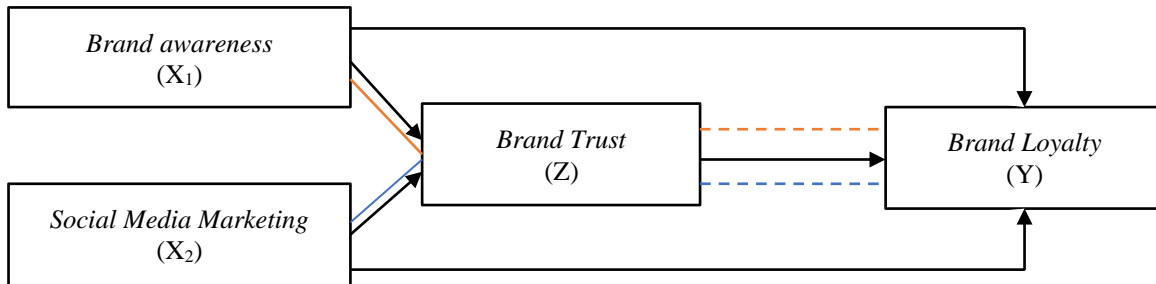 Brand awareness
(X₁)
Brand Trust
(Z)
Brand Loyalty
(Y)
Social Media Marketing
(X₂)